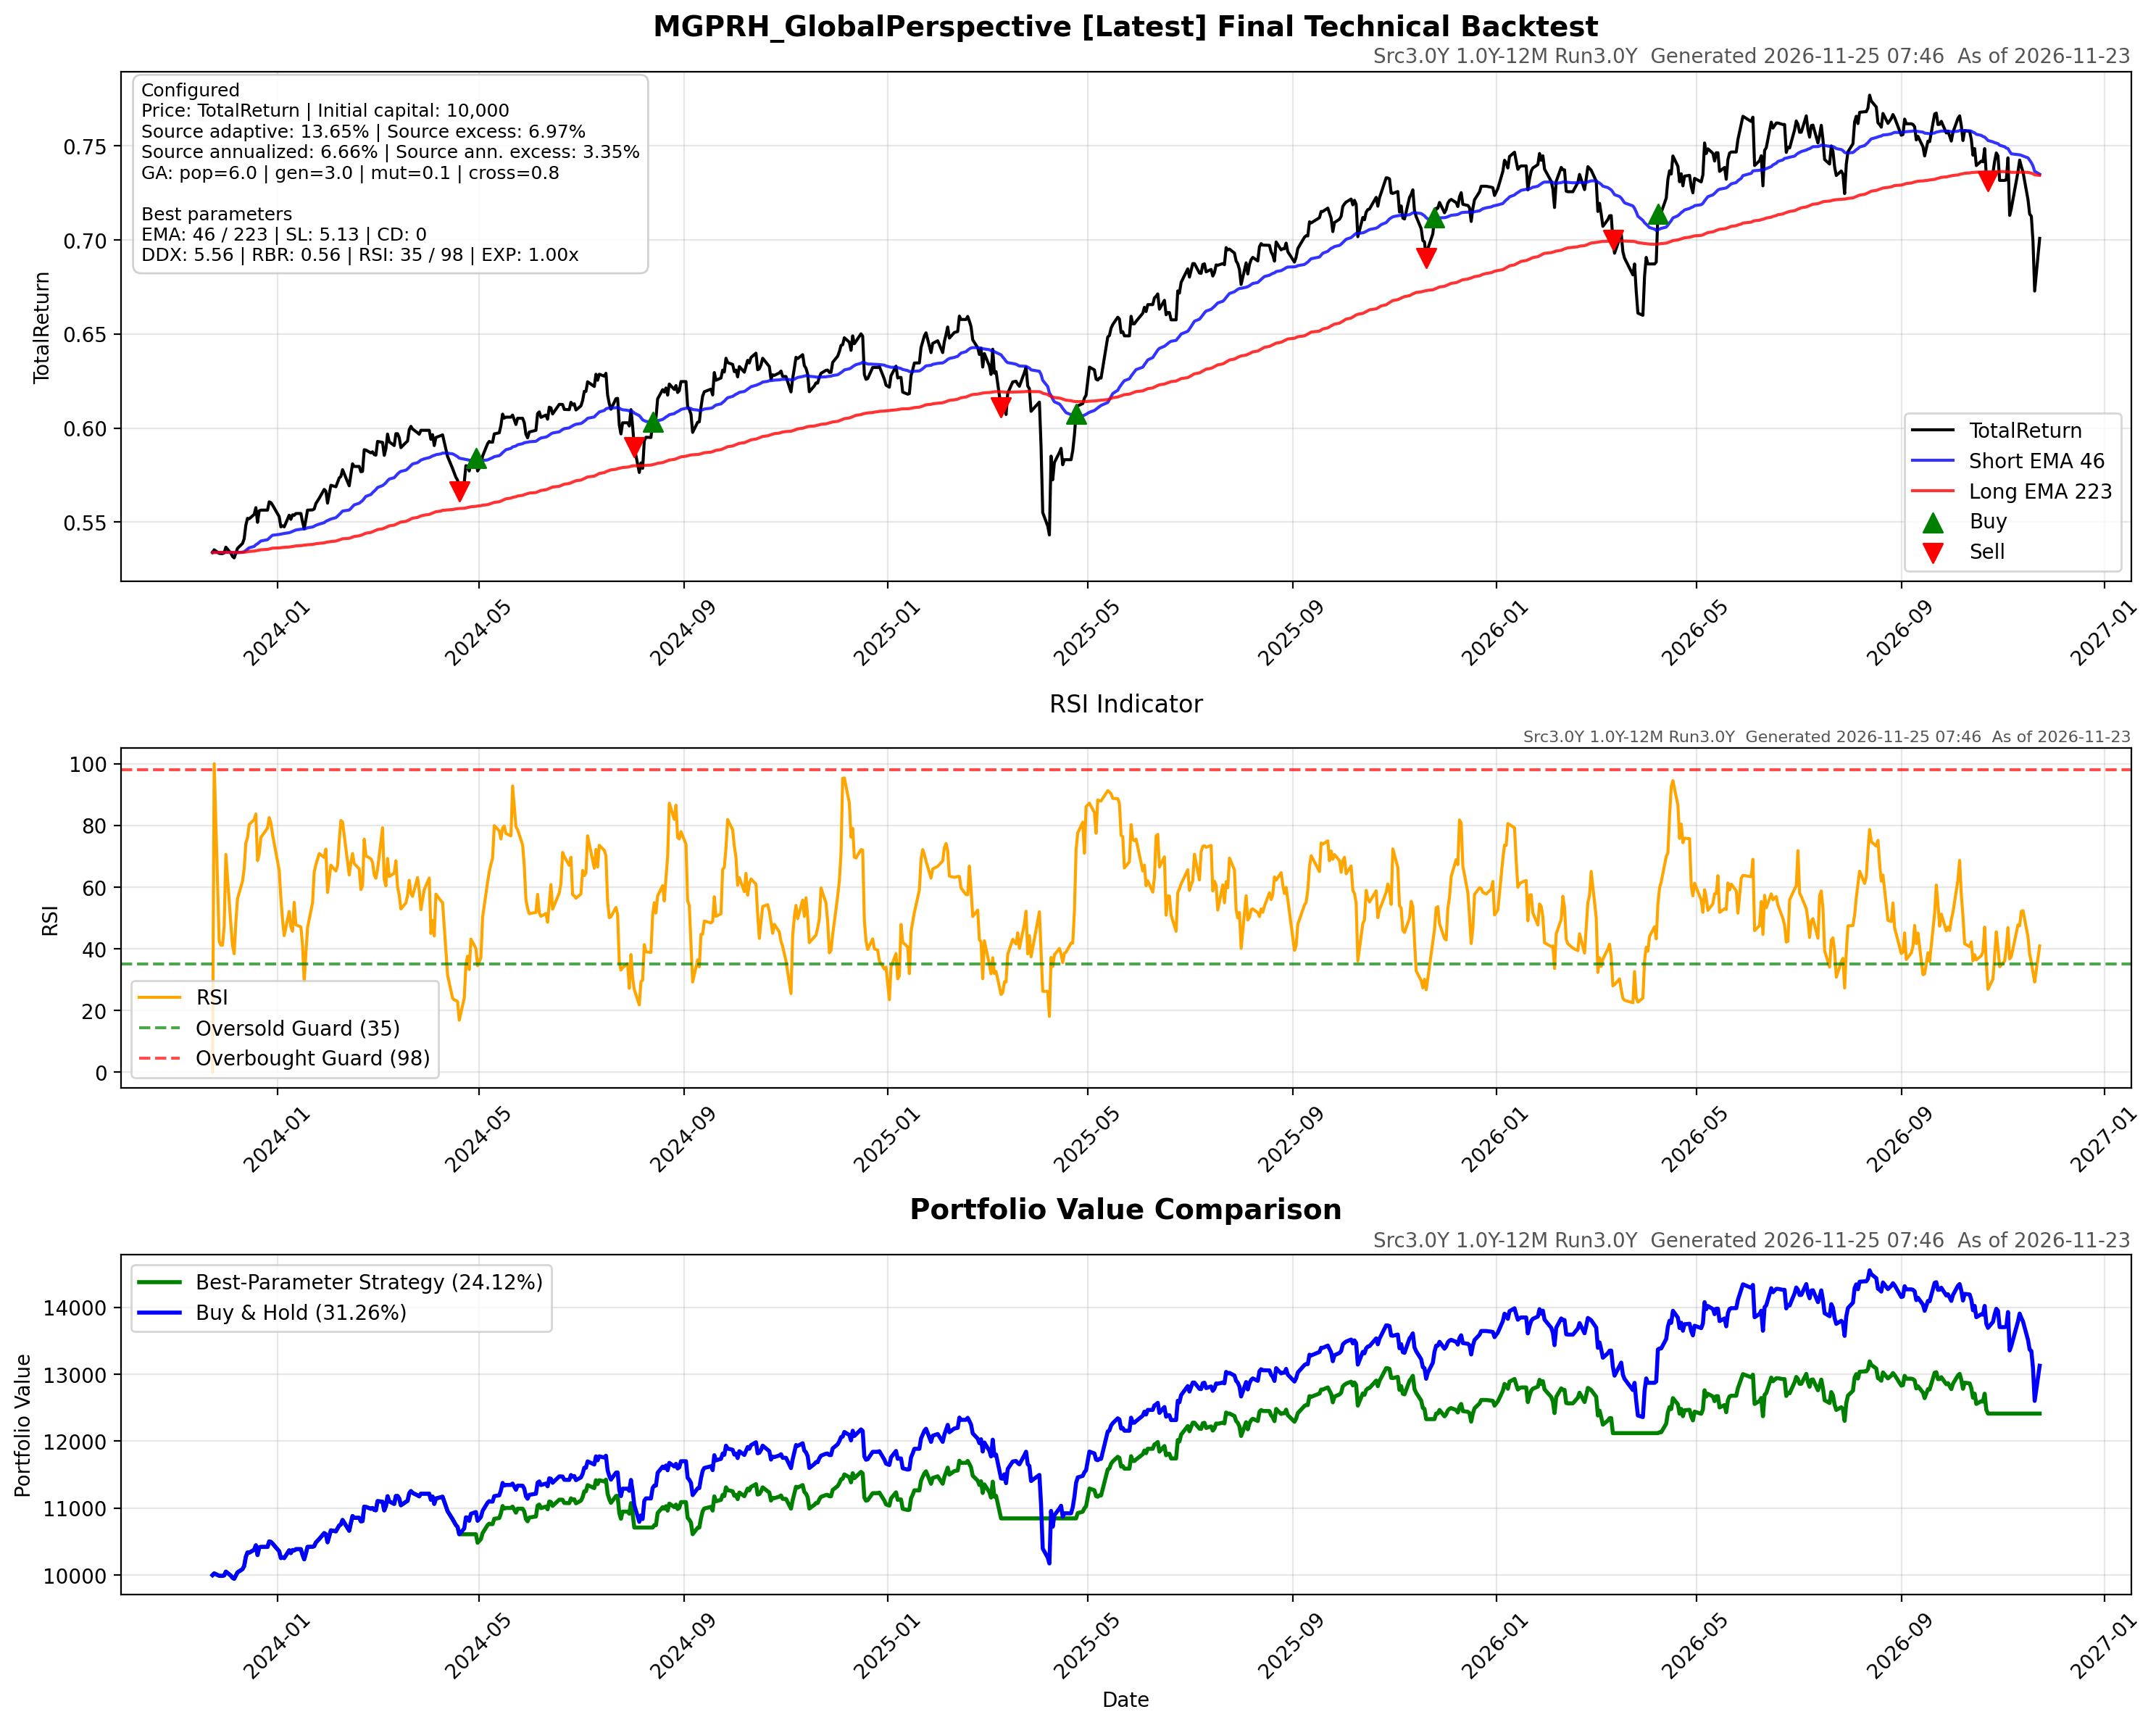 MGPRH_GlobalPerspective [Latest] Final Technical Backtest
Src3.0Y 1.0Y-12M Run3.0Y  Generated 2026-11-25 07:46  As of 2026-11-23
Configured
Price: TotalReturn | Initial capital: 10,000
Source adaptive: 13.65% | Source excess: 6.97%
Source annualized: 6.66% | Source ann. excess: 3.35%
GA: pop=6.0 | gen=3.0 | mut=0.1 | cross=0.8
Best parameters
EMA: 46 / 223 | SL: 5.13 | CD: 0
DDX: 5.56 | RBR: 0.56 | RSI: 35 / 98 | EXP: 1.00x
TotalReturn
0.75
0.70
0.65
0.60
0.55
TotalReturn
Short EMA 46
Long EMA 223
Buy
Sell
2024-01
2024-05
2024-09
2025-01
2025-05
2025-09
2026-01
2026-05
2026-09
2027-01
RSI Indicator
Src3.0Y 1.0Y-12M Run3.0Y  Generated 2026-11-25 07:46  As of 2026-11-23
RSI
100
80
60
40
20
0
RSI
Oversold Guard (35)
Overbought Guard (98)
2024-01
2024-05
2024-09
2025-01
2025-05
2025-09
2026-01
2026-05
2026-09
2027-01
Portfolio Value Comparison
Src3.0Y 1.0Y-12M Run3.0Y  Generated 2026-11-25 07:46  As of 2026-11-23
Best-Parameter Strategy (24.12%)
Buy & Hold (31.26%)
Portfolio Value
14000
13000
12000
11000
10000
2024-01
2024-05
2024-09
2025-01
2025-05
2025-09
2026-01
2026-05
2026-09
2027-01
Date